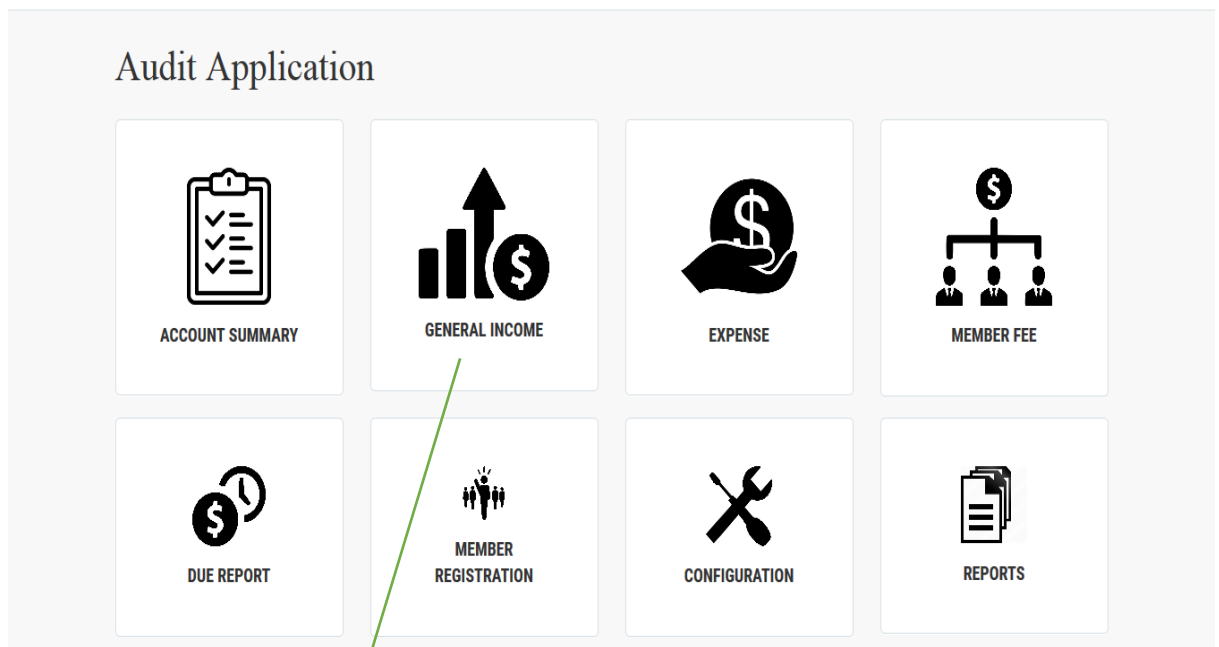 Audit Application
ACCOUNT SUMMARY
GENERAL INCOME
EXPENSE
MEMBER FEE
DUE REPORT
MEMBER
REGISTRATION
CONFIGURATION
REPORTS